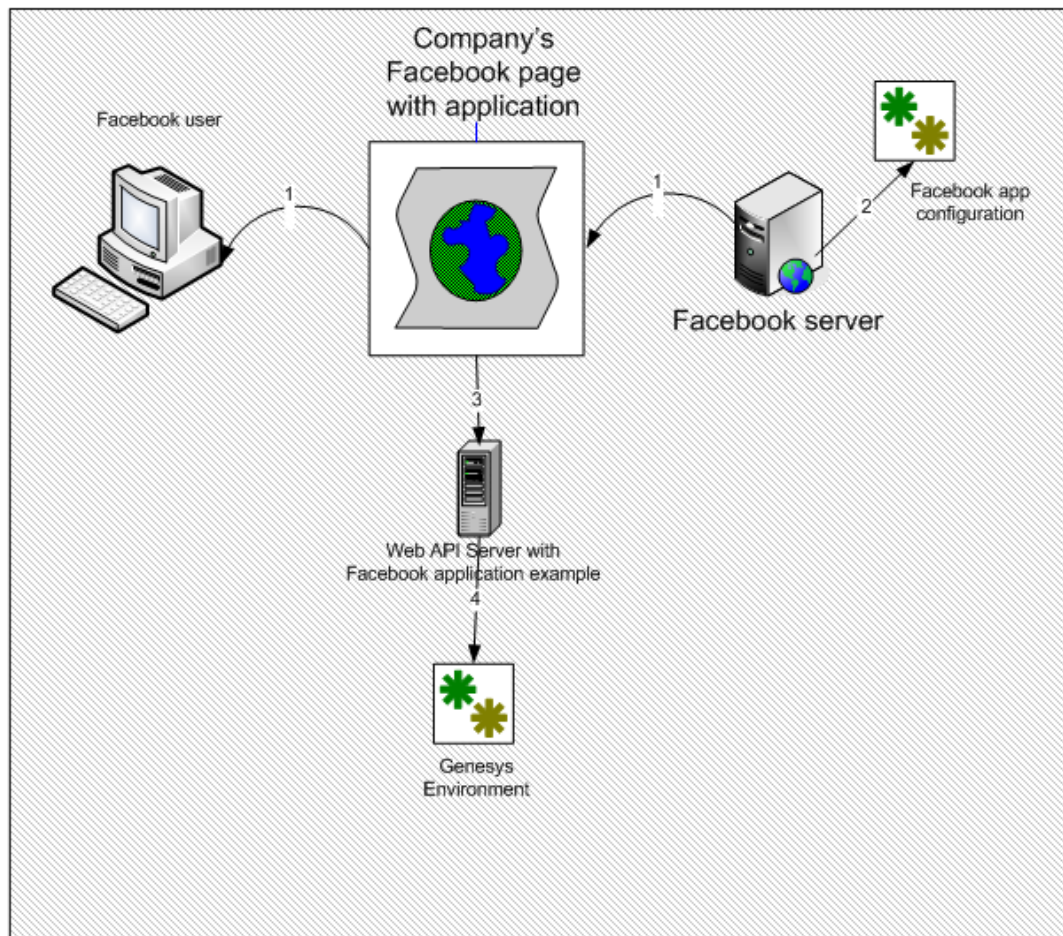 Company's
Facebook page
with application
Facebook user
1
1
2
Facebook app
configuration
Facebook server
3
Web API Server with
Facebook application example
4
Genesys
Environment